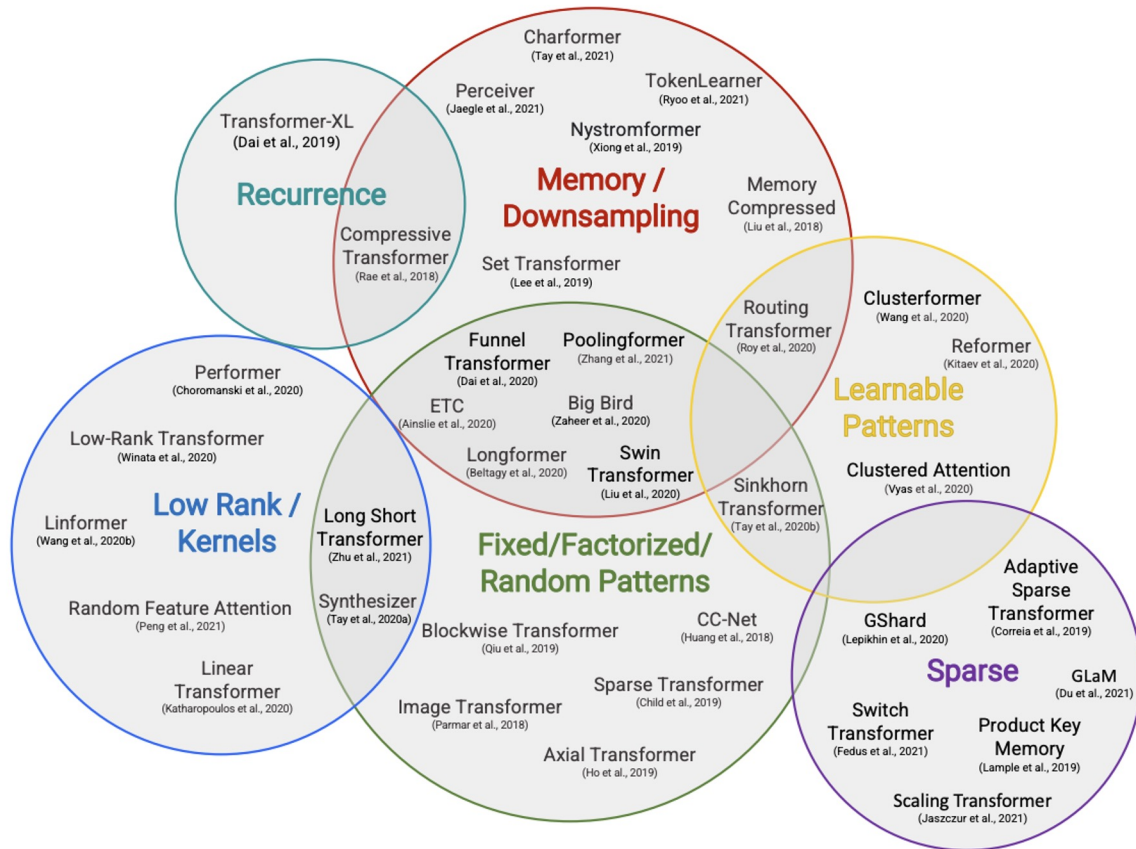 Charformer
(Tay et al., 2021)
Perceiver
(Jaegle et al., 2021)
TokenLearner
(Ryoo et al., 2021)
Transformer-XL
(Dai et al., 2019)
Nystromformer
(Xiong et al., 2019)
Recurrence
Memory /
Downsampling
Memory
Compressed
(Liu et al., 2018)
Compressive
Transformer
(Rae et al., 2018)
Set Transformer
(Lee et al., 2019)
Routing
Transformer
(Roy et al., 2020)
Clusterformer
(Wang et al., 2020)
Reformer
(Kitaev et al., 2020)
Funnel
Transformer
(Dai et al., 2020)
Poolingformer
(Zhang et al., 2021)
Learnable
Patterns
Performer
(Choromanski et al., 2020)
ETC
(Ainslie et al., 2020)
Big Bird
(Zaheer et al., 2020)
Low-Rank Transformer
(Winata et al., 2020)
Longformer
(Beltagy et al., 2020)
Swin
Transformer
(Liu et al., 2020)
Clustered Attention
(Vyas et al., 2020)
Sinkhorn
Transformer
(Tay et al., 2020b)
Low Rank /
Kernels
Linformer
(Wang et al., 2020b)
Long Short
Transformer
(Zhu et al., 2021)
Fixed/Factorized/
Random Patterns
Adaptive
Sparse
Transformer
(Correia et al., 2019)
Random Feature Attention
(Peng et al., 2021)
Synthesizer
(Tay et al., 2020a)
Blockwise Transformer
(Qiu et al., 2019)
CC-Net
(Huang et al., 2018)
GShard
(Lepikhin et al., 2020)
Sparse
GLaM
(Du et al., 2021)
Linear
Transformer
(Katharopoulos et al., 2020)
Sparse Transformer
(Child et al., 2019)
Image Transformer
(Parmar et al., 2018)
Switch
Transformer
(Fedus et al., 2021)
Product Key
Memory
(Lample et al., 2019)
Axial Transformer
(Ho et al., 2019)
Scaling Transformer
(Jaszczur et al., 2021)